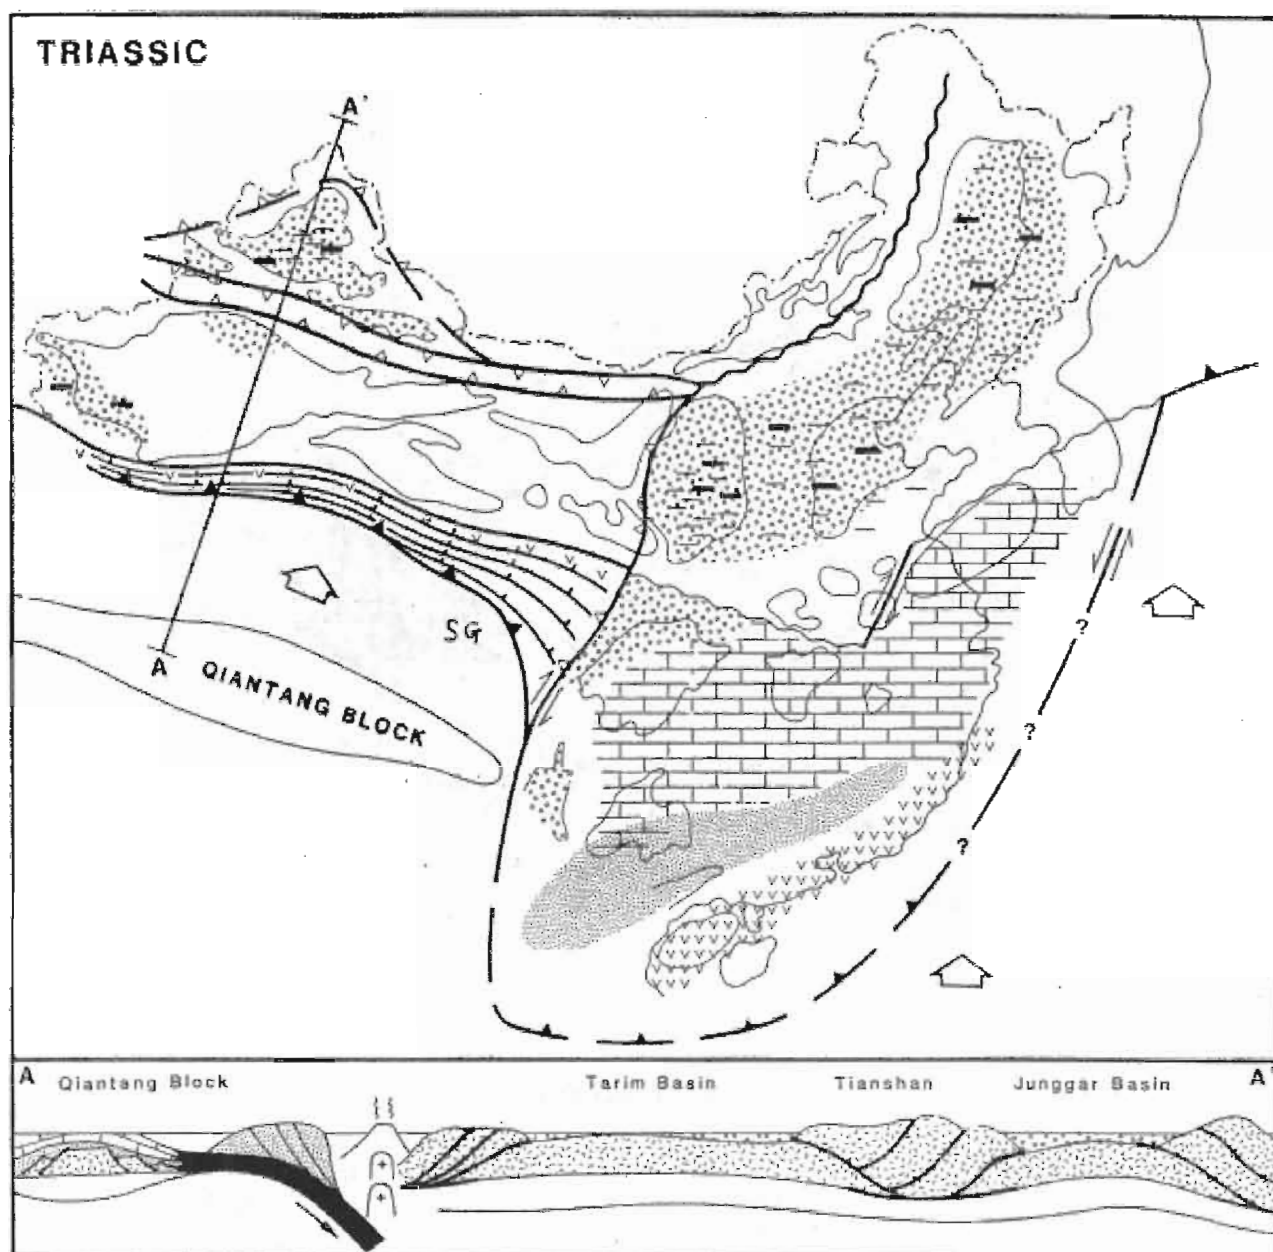 TRIASSIC
A'
SG
A
QIANTANG BLOCK
?
?
?
A
Qiantang Block
Tarim Basin
Tianshan
Junggar Basin
A'